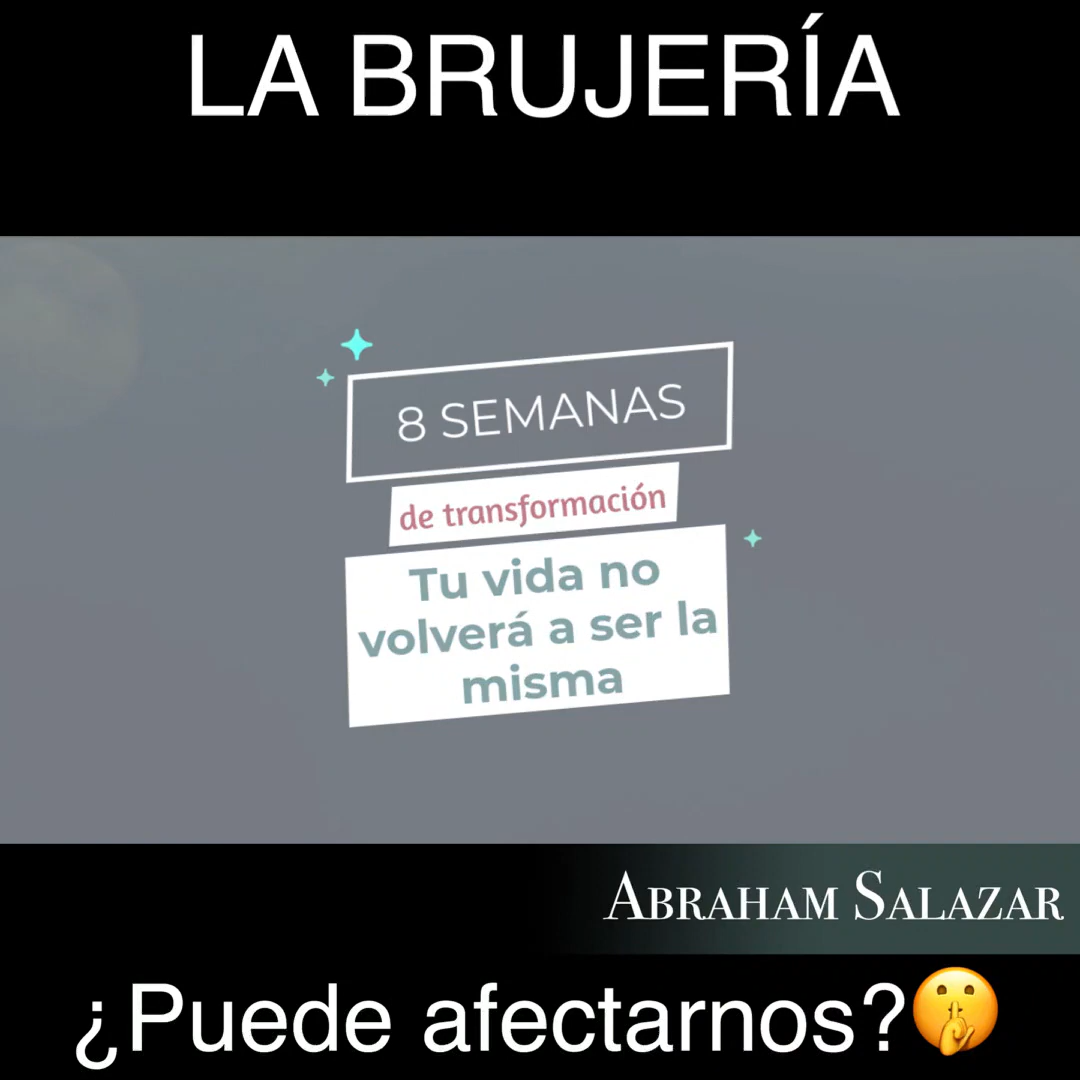 LA BRUJERÍA
8 SEMANAS
de transformación
Tu vida no
volverá a ser la
misma
ABRAHAM SALAZAR
¿Puede afectarnos?🤫